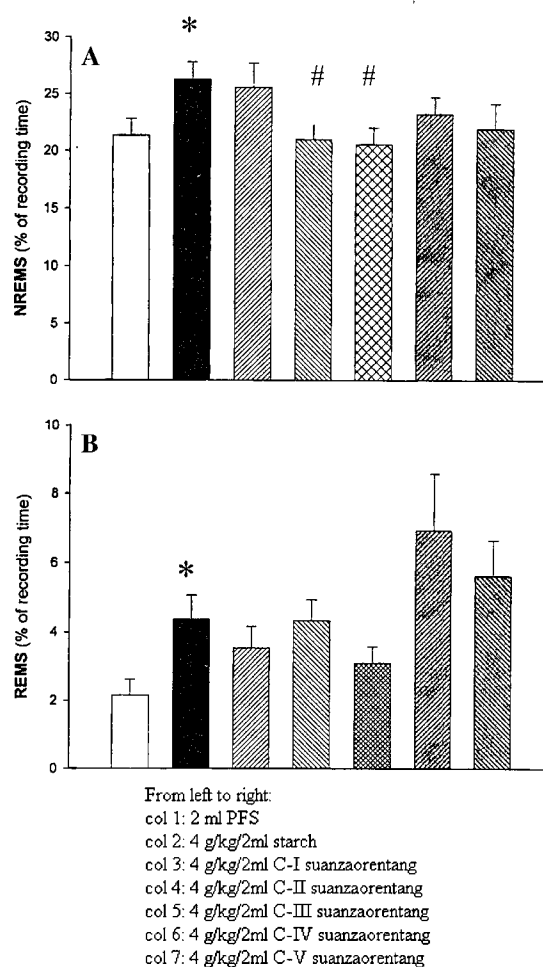 A
NREMS (% of recording time)
30
25
20
15
10
5
0
*
#
#
B
REMS (% of recording time)
10
8
6
4
2
0
*
From left to right:
col 1: 2 ml PFS
col 2: 4 g/kg/2ml starch
col 3: 4 g/kg/2ml C-I suanzaorentang
col 4: 4 g/kg/2ml C-II suanzaorentang
col 5: 4 g/kg/2ml C-III suanzaorentang
col 6: 4 g/kg/2ml C-IV suanzaorentang
col 7: 4 g/kg/2ml C-V suanzaorentang